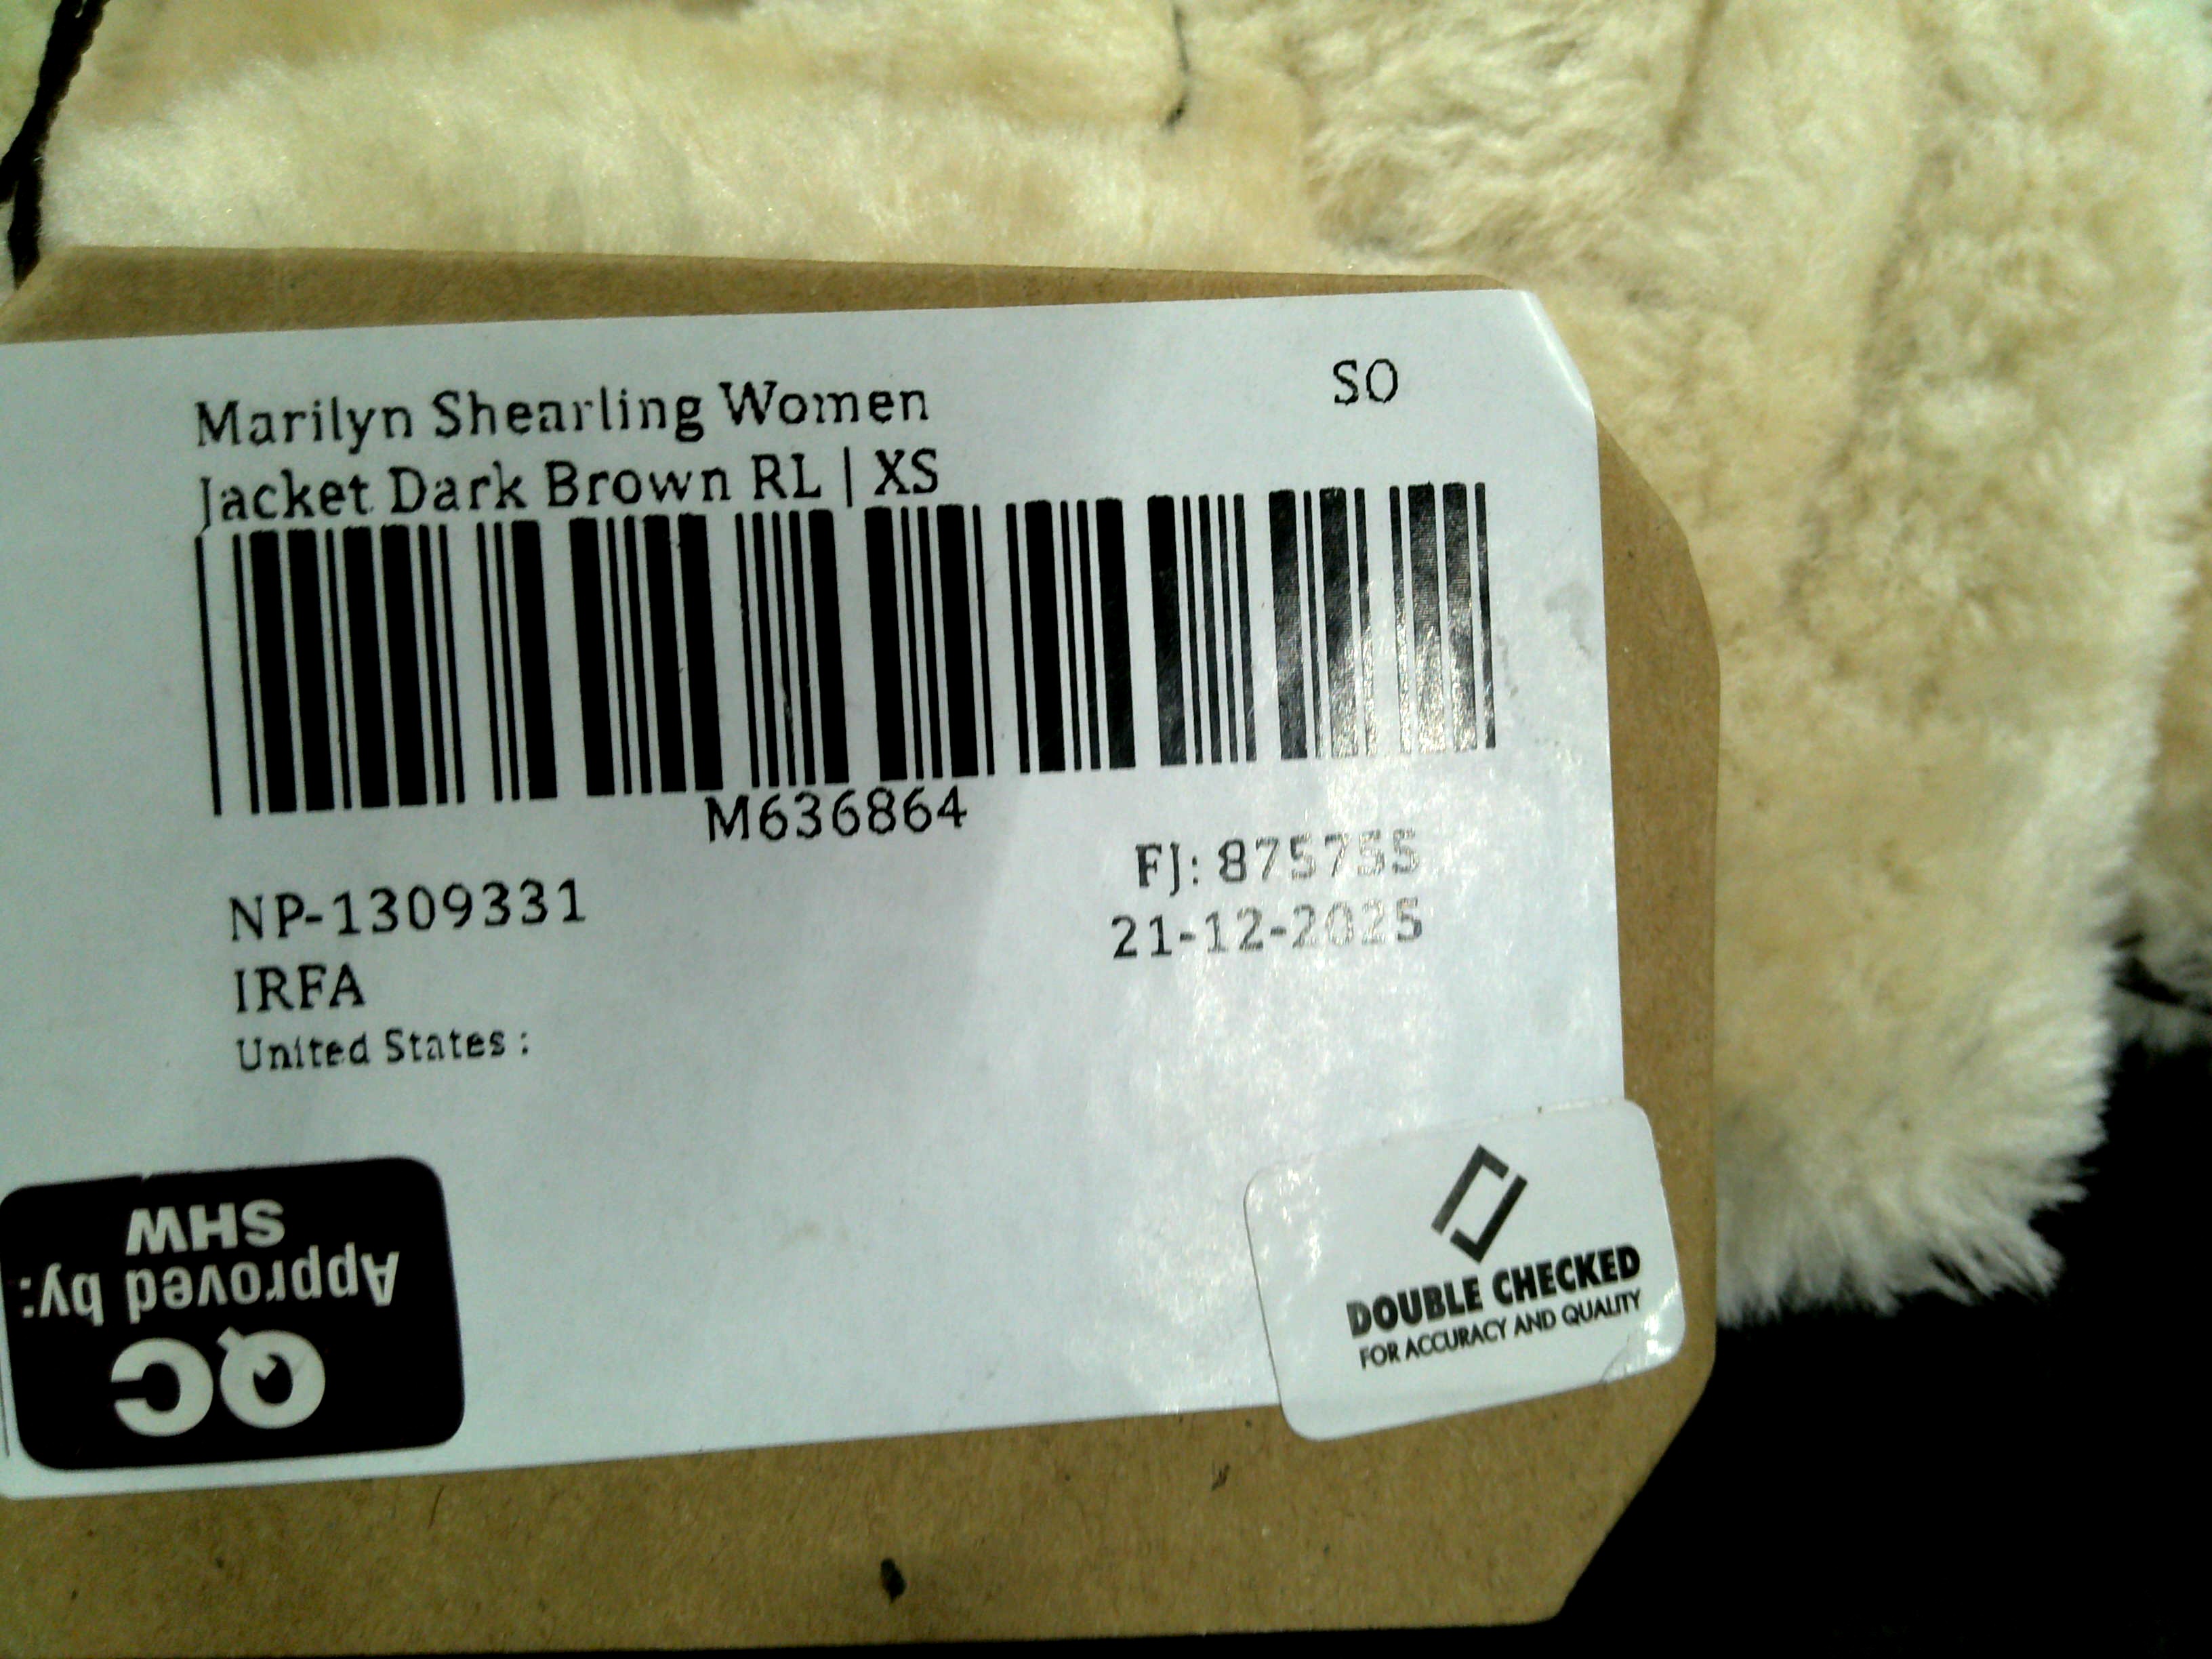 Marilyn Shearling Women
Jacket Dark Brown RL | XS
SO
M636864
FJ: 875755
21-12-2025
NP-1309331
IRFA
United States :
QC
Approved by:
SHW
DOUBLE CHECKED
FOR ACCURACY AND QUALITY